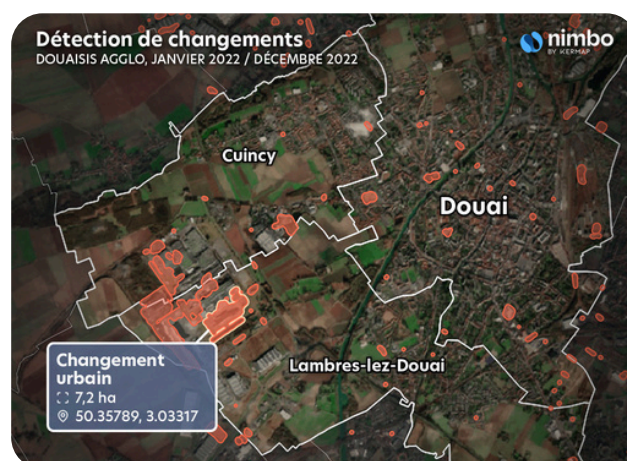 Détection de changements
DOUAISIS AGGLO, JANVIER 2022 / DÉCEMBRE 2022
nimbo
BY KERMAP
Cuincy
Douai
Lambres-lez-Douai
Changement
urbain
7,2 ha
50.35789, 3.03317